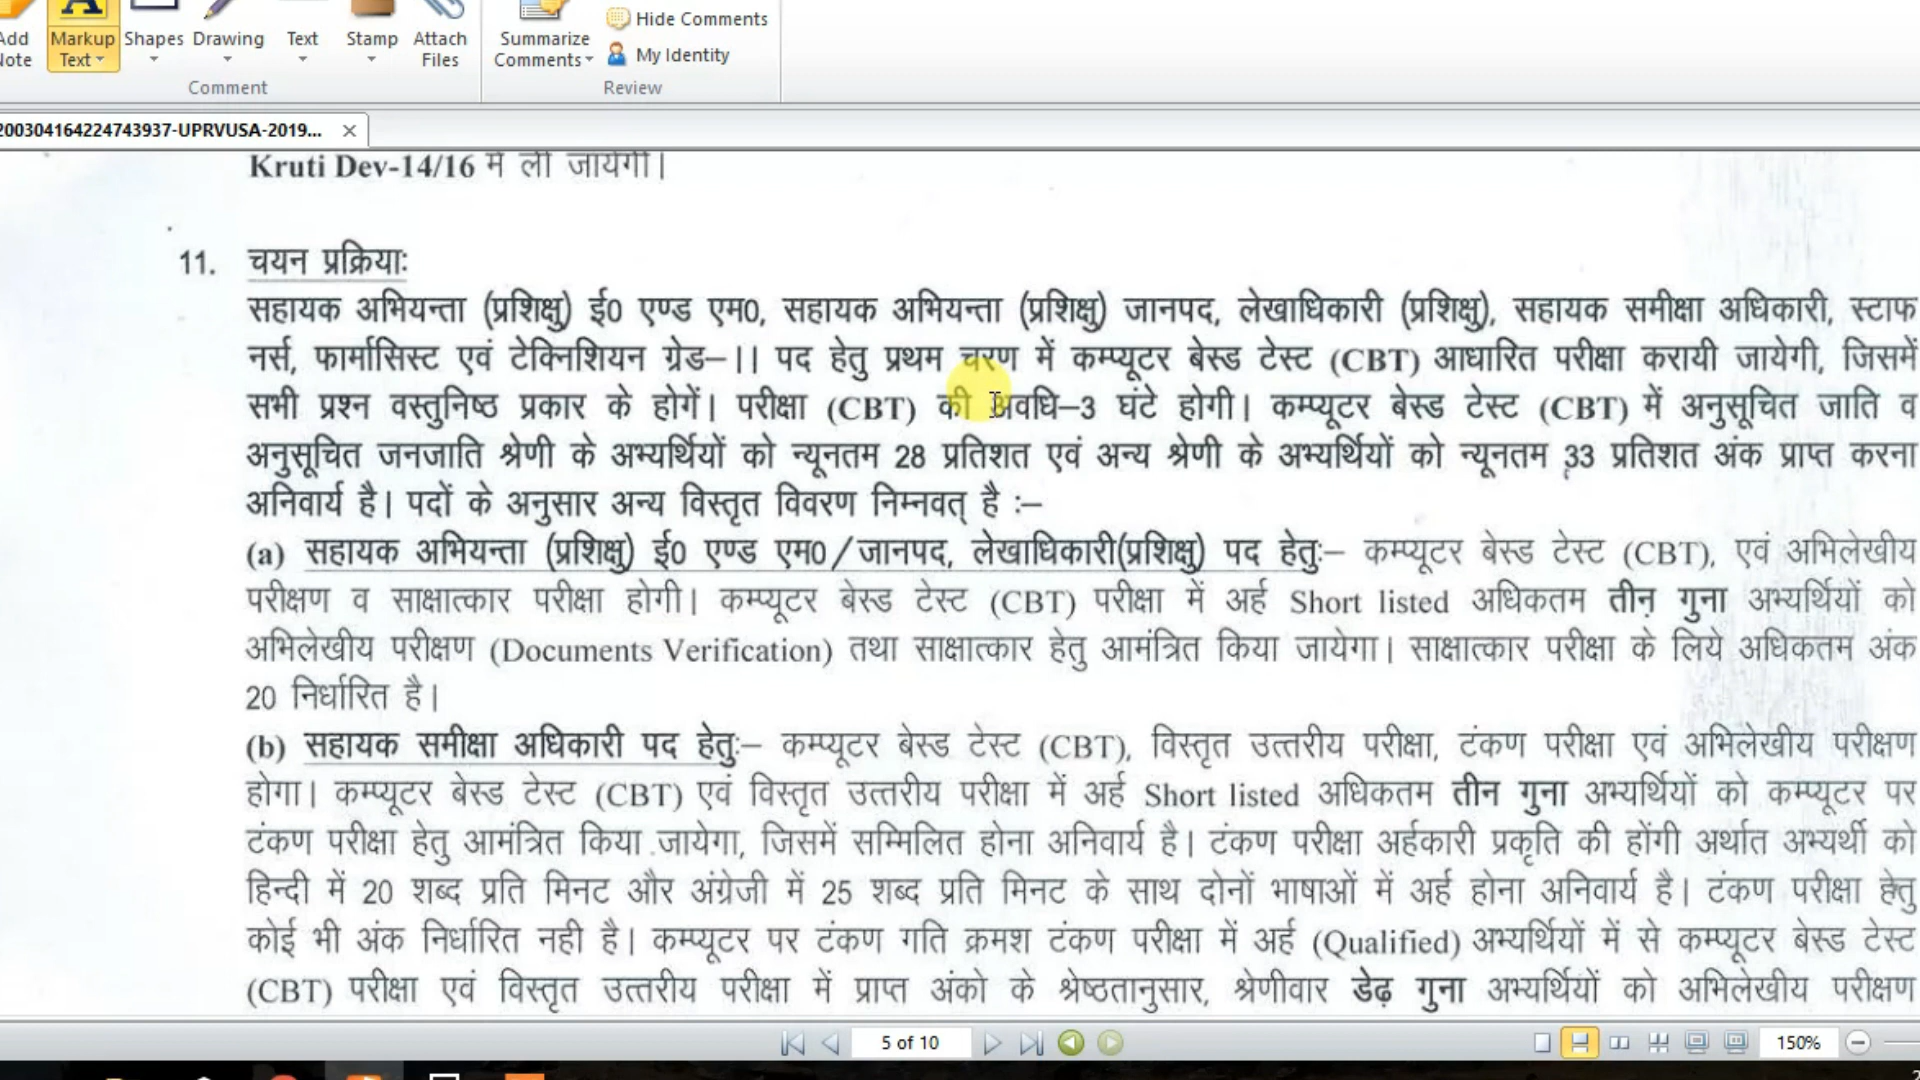 Add Note
Markup Text
Shapes
Drawing
Text
Stamp
Attach Files
Comment
Summarize Comments
Hide Comments
My Identity
Review
200304164224743937-UPRVUSA-2019...
Kruti Dev-14/16 में ली जायेगी।
11. चयन प्रक्रियाः
सहायक अभियन्ता (प्रशिक्षु) ई0 एण्ड एम0, सहायक अभियन्ता (प्रशिक्षु) जानपद, लेखाधिकारी (प्रशिक्षु), सहायक समीक्षा अधिकारी, स्टाफ
नर्स, फार्मासिस्ट एवं टेक्निशियन ग्रेड–।। पद हेतु प्रथम चरण में कम्प्यूटर बेस्ड टेस्ट (CBT) आधारित परीक्षा करायी जायेगी, जिसमें
सभी प्रश्न वस्तुनिष्ठ प्रकार के होगें। परीक्षा (CBT) की अवधि–3 घंटे होगी। कम्प्यूटर बेस्ड टेस्ट (CBT) में अनुसूचित जाति व
अनुसूचित जनजाति श्रेणी के अभ्यर्थियों को न्यूनतम 28 प्रतिशत एवं अन्य श्रेणी के अभ्यर्थियों को न्यूनतम 33 प्रतिशत अंक प्राप्त करना
अनिवार्य है। पदों के अनुसार अन्य विस्तृत विवरण निम्नवत् है :–
(a) सहायक अभियन्ता (प्रशिक्षु) ई0 एण्ड एम0/जानपद, लेखाधिकारी(प्रशिक्षु) पद हेतुः– कम्प्यूटर बेस्ड टेस्ट (CBT), एवं अभिलेखीय
परीक्षण व साक्षात्कार परीक्षा होगी। कम्प्यूटर बेस्ड टेस्ट (CBT) परीक्षा में अर्ह Short listed अधिकतम तीन गुना अभ्यर्थियों को
अभिलेखीय परीक्षण (Documents Verification) तथा साक्षात्कार हेतु आमंत्रित किया जायेगा। साक्षात्कार परीक्षा के लिये अधिकतम अंक
20 निर्धारित है।
(b) सहायक समीक्षा अधिकारी पद हेतुः– कम्प्यूटर बेस्ड टेस्ट (CBT), विस्तृत उत्तरीय परीक्षा, टंकण परीक्षा एवं अभिलेखीय परीक्षण
होगा। कम्प्यूटर बेस्ड टेस्ट (CBT) एवं विस्तृत उत्तरीय परीक्षा में अर्ह Short listed अधिकतम तीन गुना अभ्यर्थियों को कम्प्यूटर पर
टंकण परीक्षा हेतु आमंत्रित किया जायेगा, जिसमें सम्मिलित होना अनिवार्य है। टंकण परीक्षा अर्हकारी प्रकृति की होंगी अर्थात अभ्यर्थी को
हिन्दी में 20 शब्द प्रति मिनट और अंग्रेजी में 25 शब्द प्रति मिनट के साथ दोनों भाषाओं में अर्ह होना अनिवार्य है। टंकण परीक्षा हेतु
कोई भी अंक निर्धारित नही है। कम्प्यूटर पर टंकण गति क्रमश टंकण परीक्षा में अर्ह (Qualified) अभ्यर्थियों में से कम्प्यूटर बेस्ड टेस्ट
(CBT) परीक्षा एवं विस्तृत उत्तरीय परीक्षा में प्राप्त अंको के श्रेष्ठतानुसार, श्रेणीवार डेढ़ गुना अभ्यर्थियों को अभिलेखीय परीक्षण
5 of 10
150%